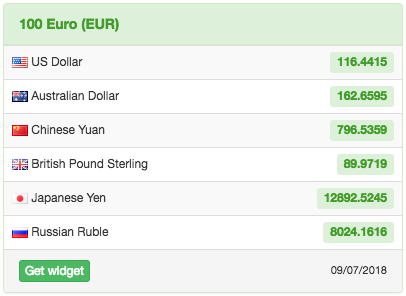 100 Euro (EUR)
US Dollar 116.4415
Australian Dollar 162.6595
Chinese Yuan 796.5359
British Pound Sterling 89.9719
Japanese Yen 12892.5245
Russian Ruble 8024.1616
Get widget 09/07/2018